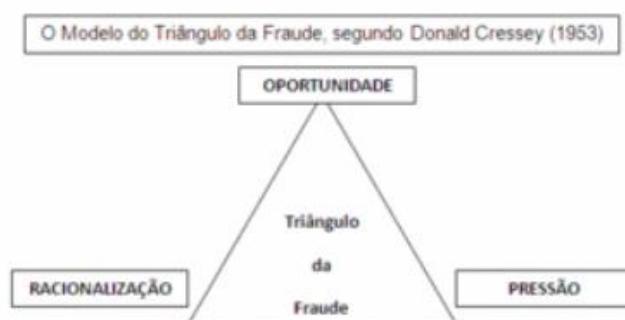 O Modelo do Triângulo da Fraude, segundo Donald Cressey (1953)
OPORTUNIDADE
Triângulo
da
Fraude
RACIONALIZAÇÃO
PRESSÃO